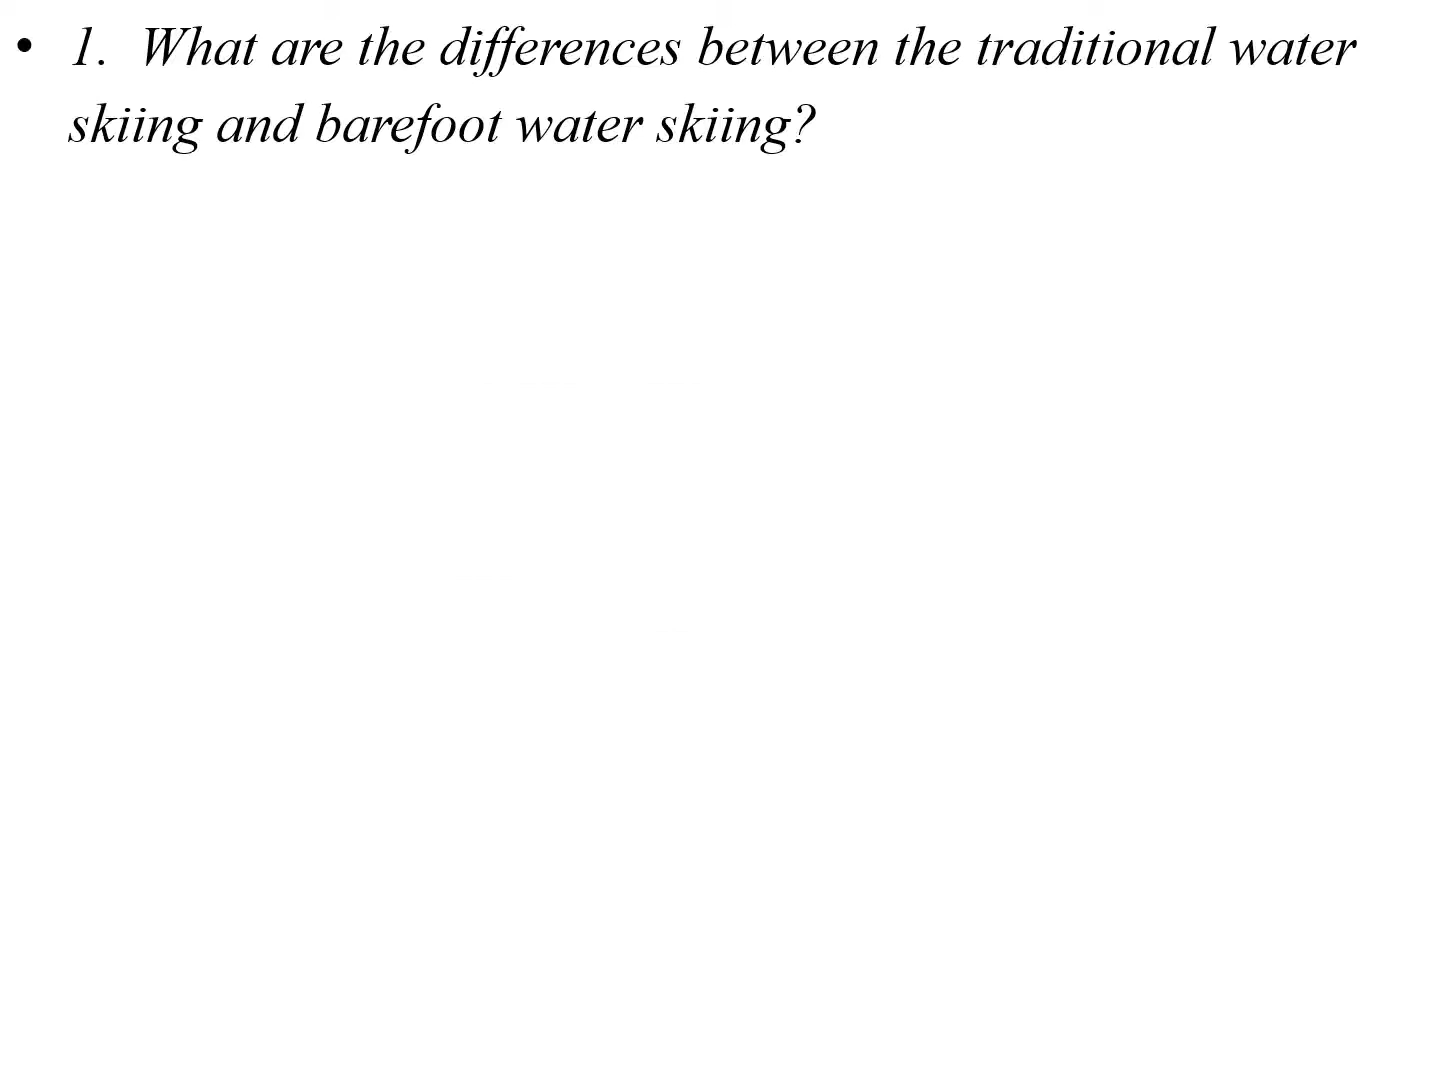 • 1. What are the differences between the traditional water
skiing and barefoot water skiing?